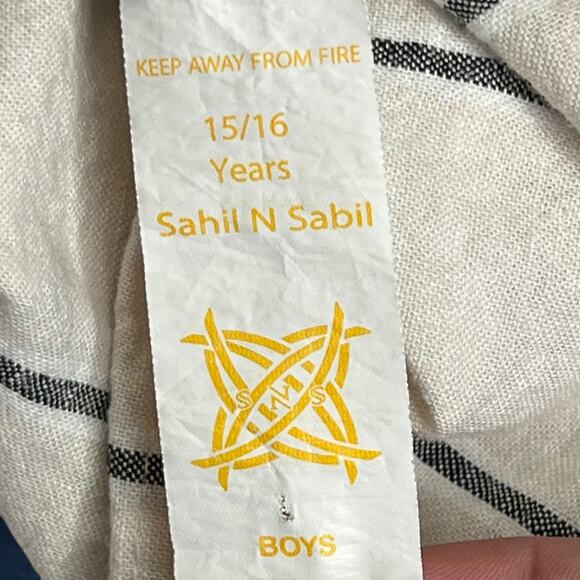 KEEP AWAY FROM FIRE
15/16
Years
Sahil N Sabil
S N S
BOYS